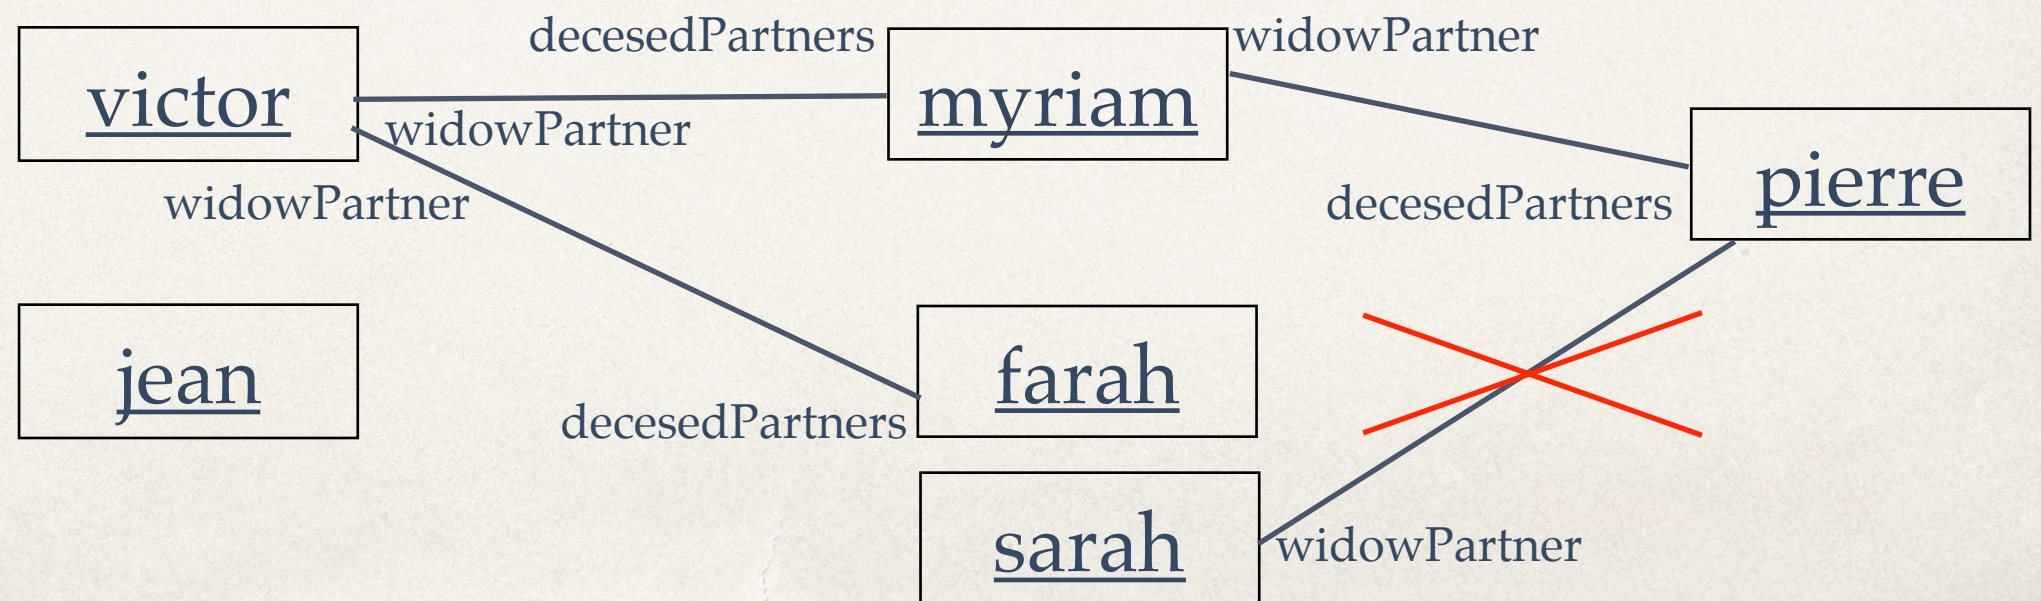 decesedPartners
widowPartner
victor
myriam
widowPartner
pierre
widowPartner
decesedPartners
jean
farah
decesedPartners
sarah
widowPartner